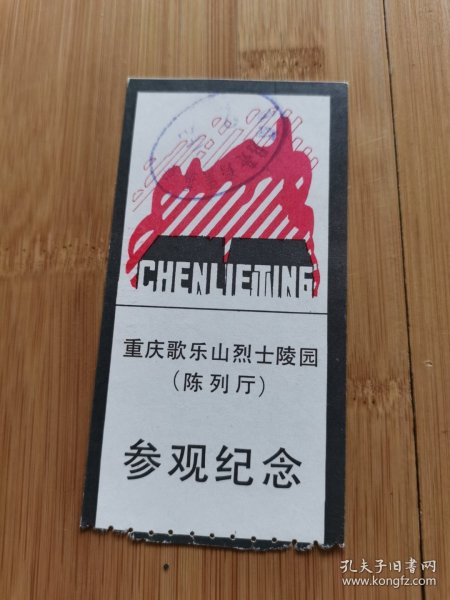 CHENLIETING
重庆歌乐山烈士陵园
（陈列厅）
参观纪念
孔夫子旧书网
www.kongfz.com